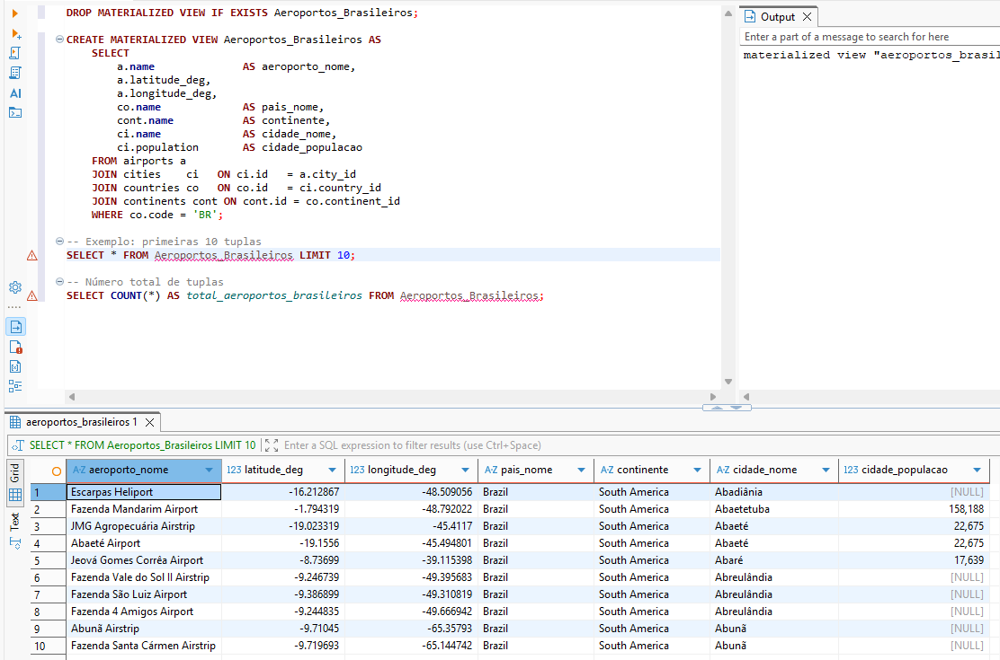 DROP MATERIALIZED VIEW IF EXISTS Aeroportos_Brasileiros;
CREATE MATERIALIZED VIEW Aeroportos_Brasileiros AS
SELECT
a.name AS aeroporto_nome,
a.latitude_deg,
a.longitude_deg,
co.name AS pais_nome,
cont.name AS continente,
ci.name AS cidade_nome,
ci.population AS cidade_populacao
FROM airports a
JOIN cities ci ON ci.id = a.city_id
JOIN countries co ON co.id = ci.country_id
JOIN continents cont ON cont.id = co.continent_id
WHERE co.code = 'BR';
-- Exemplo: primeiras 10 tuplas
SELECT * FROM Aeroportos_Brasileiros LIMIT 10;
-- Número total de tuplas
SELECT COUNT(*) AS total_aeroportos_brasileiros FROM Aeroportos_Brasileiros;
AI
Output
Enter a part of a message to search for here
materialized view "aeroportos_brasil
aeroportos_brasileiros 1
SELECT * FROM Aeroportos_Brasileiros LIMIT 10 Enter a SQL expression to filter results (use Ctrl+Space)
Grid
Text
A-Z aeroporto_nome 123 latitude_deg 123 longitude_deg A-Z pais_nome A-Z continente A-Z cidade_nome 123 cidade_populacao
1 Escarpas Heliport -16.212867 -48.509056 Brazil South America Abadiânia [NULL]
2 Fazenda Mandarim Airport -1.794319 -48.792022 Brazil South America Abaetetuba 158,188
3 JMG Agropecuária Airstrip -19.023319 -45.4117 Brazil South America Abaeté 22,675
4 Abaeté Airport -19.1556 -45.494801 Brazil South America Abaeté 22,675
5 Jeová Gomes Corrêa Airport -8.73699 -39.115398 Brazil South America Abaré 17,639
6 Fazenda Vale do Sol II Airstrip -9.246739 -49.395683 Brazil South America Abreulândia [NULL]
7 Fazenda São Luiz Airport -9.386899 -49.310819 Brazil South America Abreulândia [NULL]
8 Fazenda 4 Amigos Airport -9.244835 -49.666942 Brazil South America Abreulândia [NULL]
9 Abunã Airstrip -9.71045 -65.35793 Brazil South America Abunã [NULL]
10 Fazenda Santa Cármen Airstrip -9.719693 -65.144742 Brazil South America Abunã [NULL]